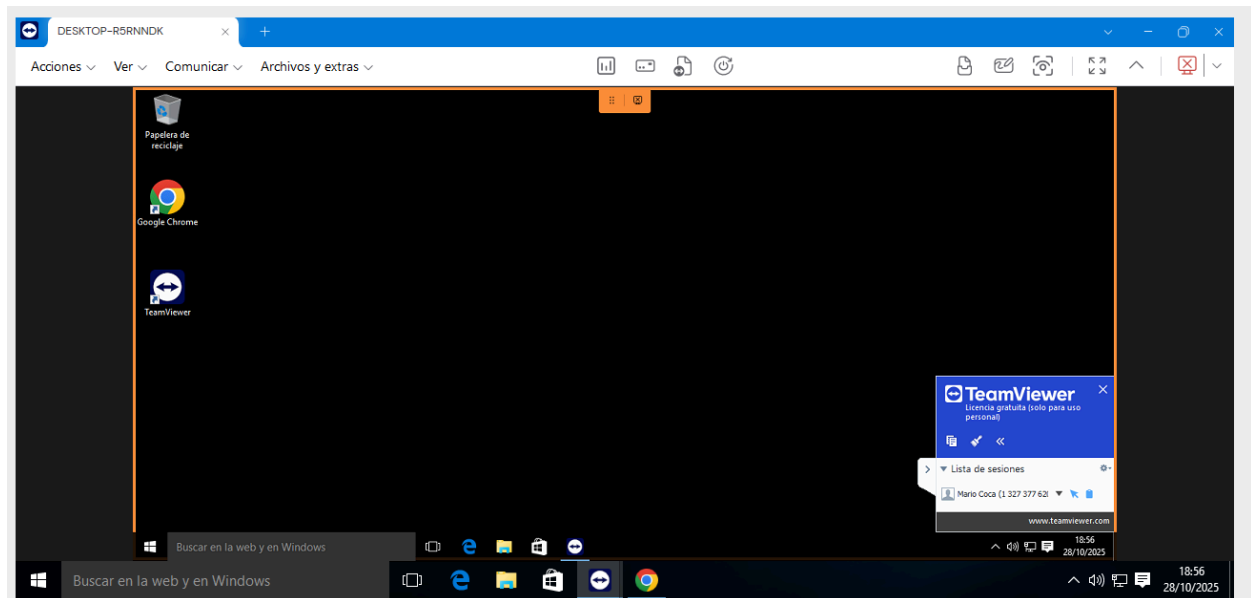 DESKTOP-R5RNNDK
Acciones Ver Comunicar Archivos y extras
Papelera de
reciclaje
Google Chrome
TeamViewer
TeamViewer
Licencia gratuita (solo para uso
personal)
Lista de sesiones
Mario Coca (1 327 377 62
www.teamviewer.com
Buscar en la web y en Windows
18:56
28/10/2025
Buscar en la web y en Windows
18:56
28/10/2025